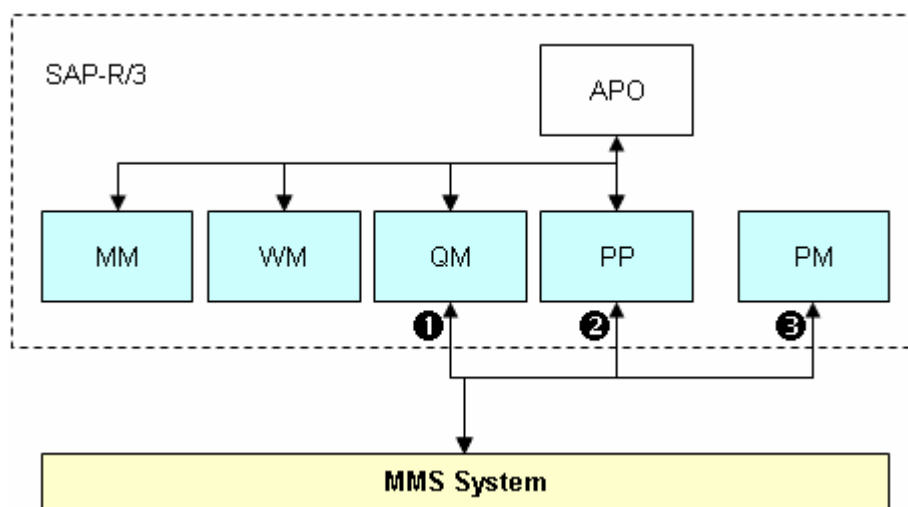 SAP-R/3
APO
MM
WM
QM
PP
PM
❶
❷
❸
MMS System